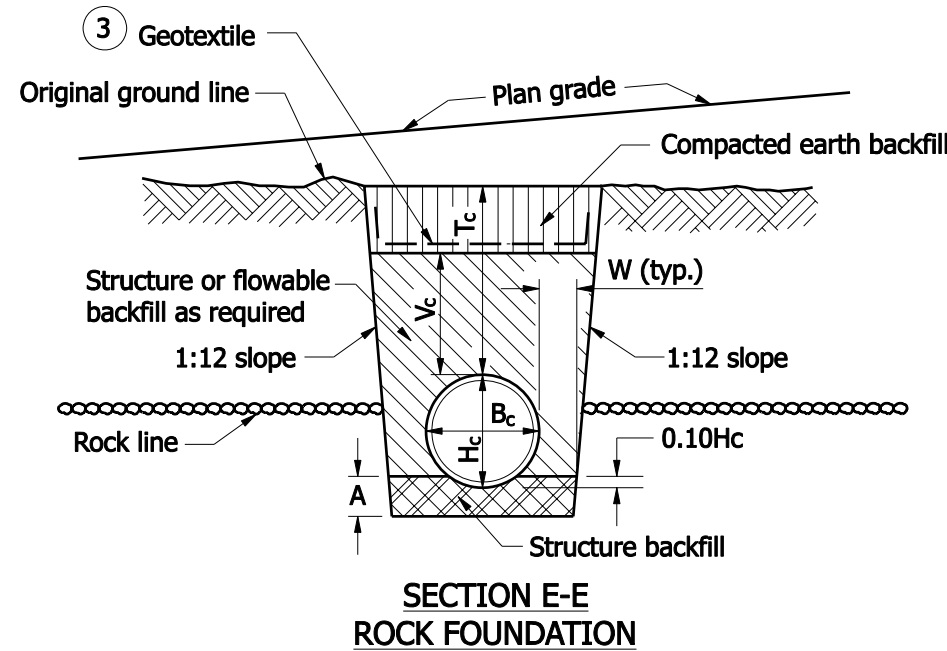 3 Geotextile
Original ground line
Plan grade
Compacted earth backfill
Tc
W (typ.)
Structure or flowable
backfill as required
Vc
1:12 slope
1:12 slope
Bc
Rock line
Hc
0.10Hc
A
Structure backfill
SECTION E-E
ROCK FOUNDATION